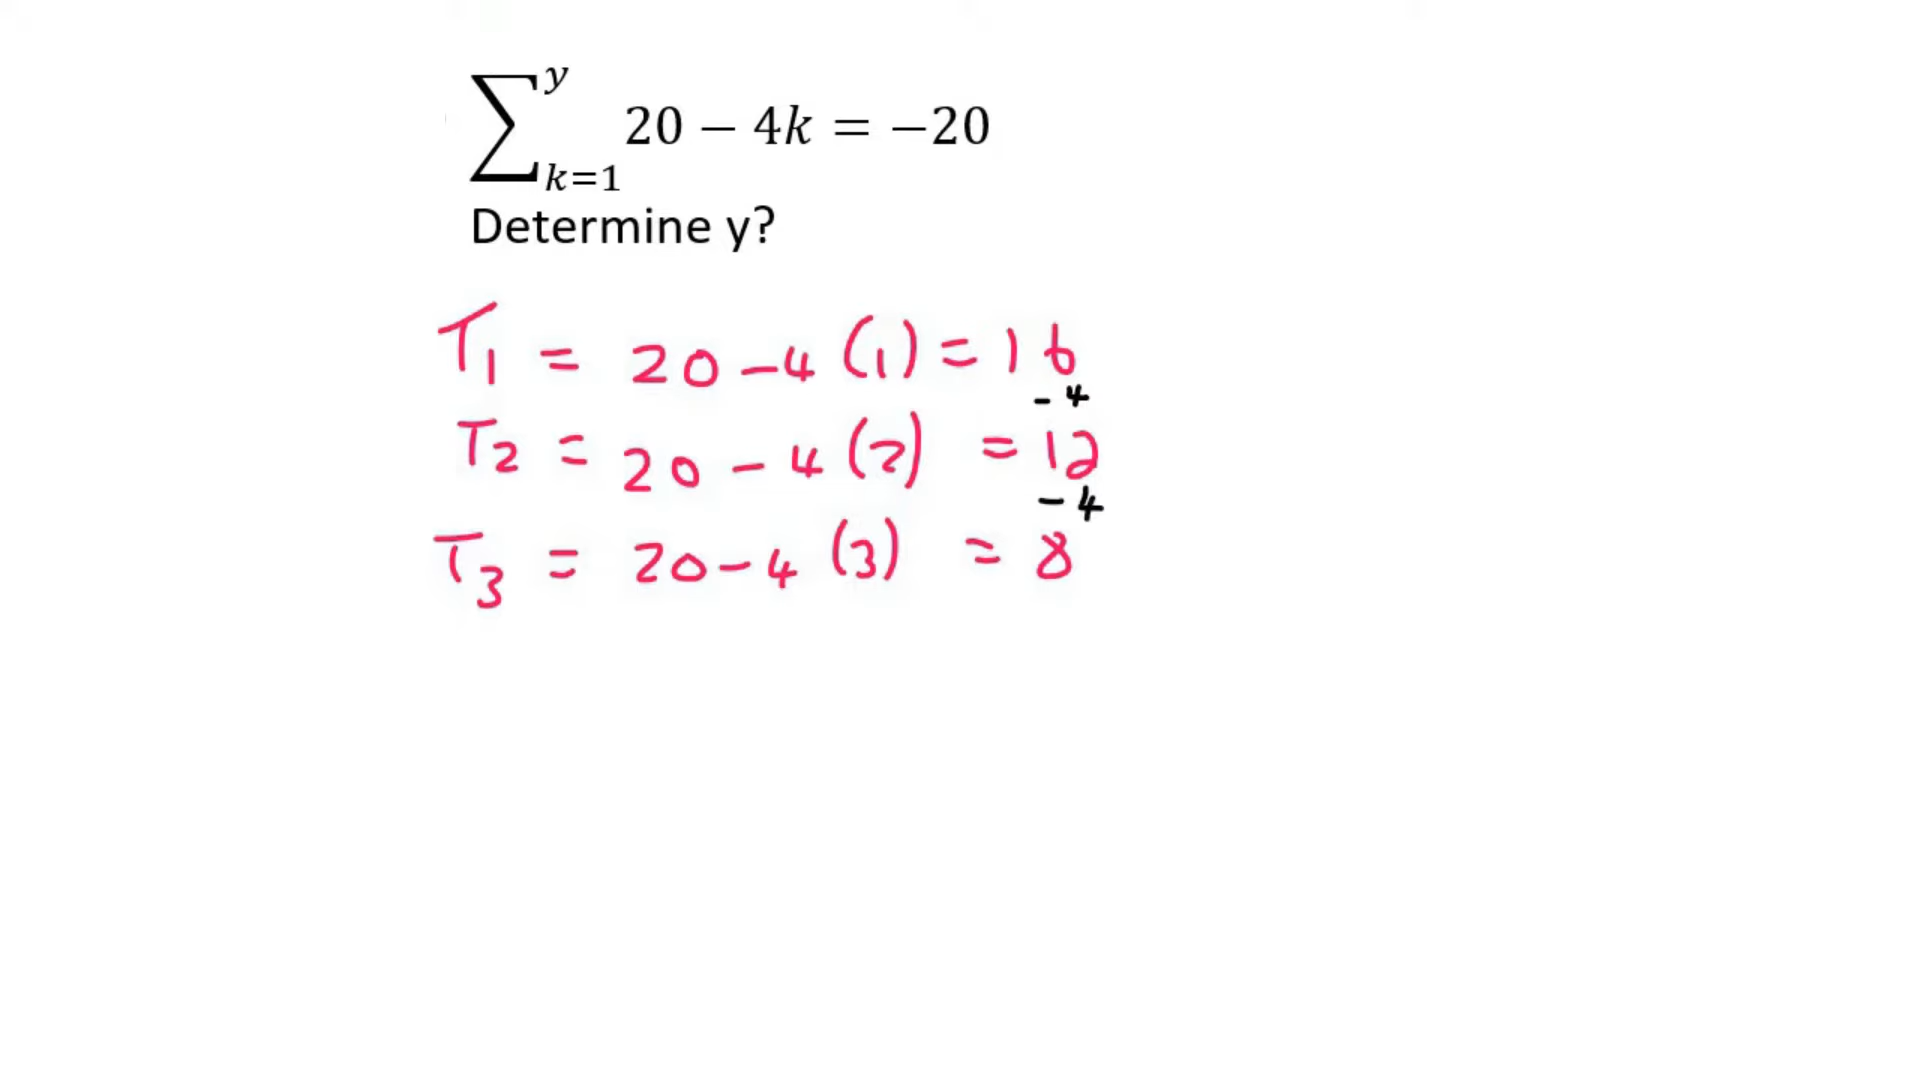 ∑_{k=1}^{y} 20 − 4k = −20
Determine y?
T1 = 20 - 4 (1) = 16
- 4
T2 = 20 - 4 (2) = 12
- 4
T3 = 20 - 4 (3) = 8